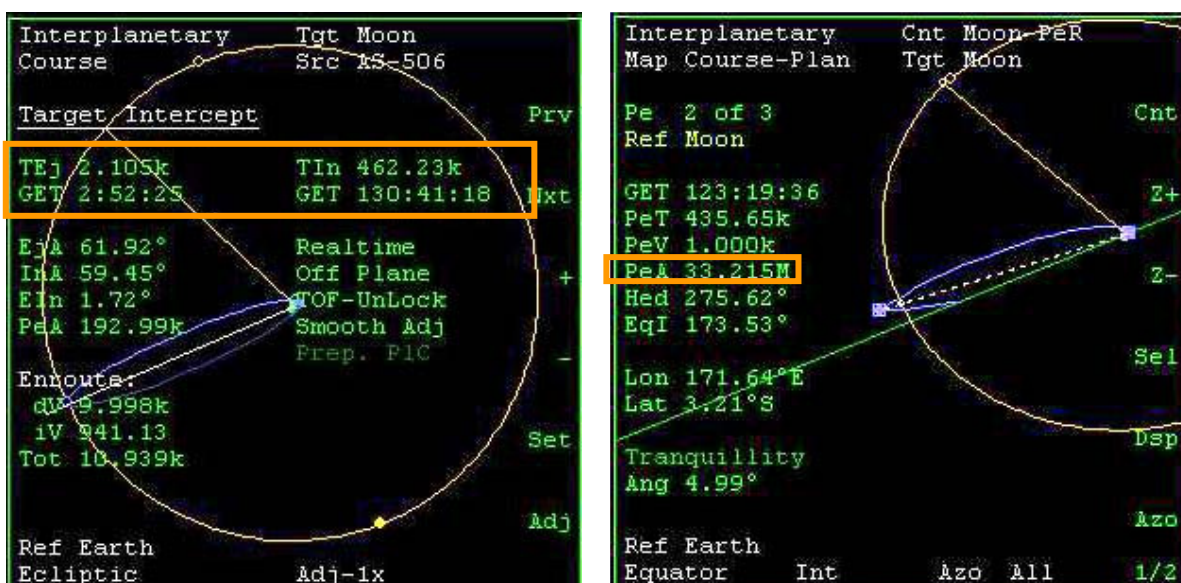 Interplanetary Tgt Moon
Course Src AS-506
Target Intercept Prv
TEj 2.105k TIn 462.23k
GET 2:52:25 GET 130:41:18 Nxt
EjA 61.92° Realtime
InA 59.45° Off Plane +
EIn 1.72° TOF-UnLock
PeA 192.99k Smooth Adj
Prep. PlC -
Enroute:
dV 9.998k
iV 941.13 Set
Tot 10.939k
Adj
Ref Earth
Ecliptic Adj-1x
Interplanetary Cnt Moon-PeR
Map Course-Plan Tgt Moon
Pe 2 of 3 Cnt
Ref Moon
GET 123:19:36 Z+
PeT 435.65k
PeV 1.000k
PeA 33.215M Z-
Hed 275.62°
EqI 173.53°
Sel
Lon 171.64°E
Lat 3.21°S
Dsp
Tranquillity
Ang 4.99°
Azo
Ref Earth
Equator Int Azo All 1/2